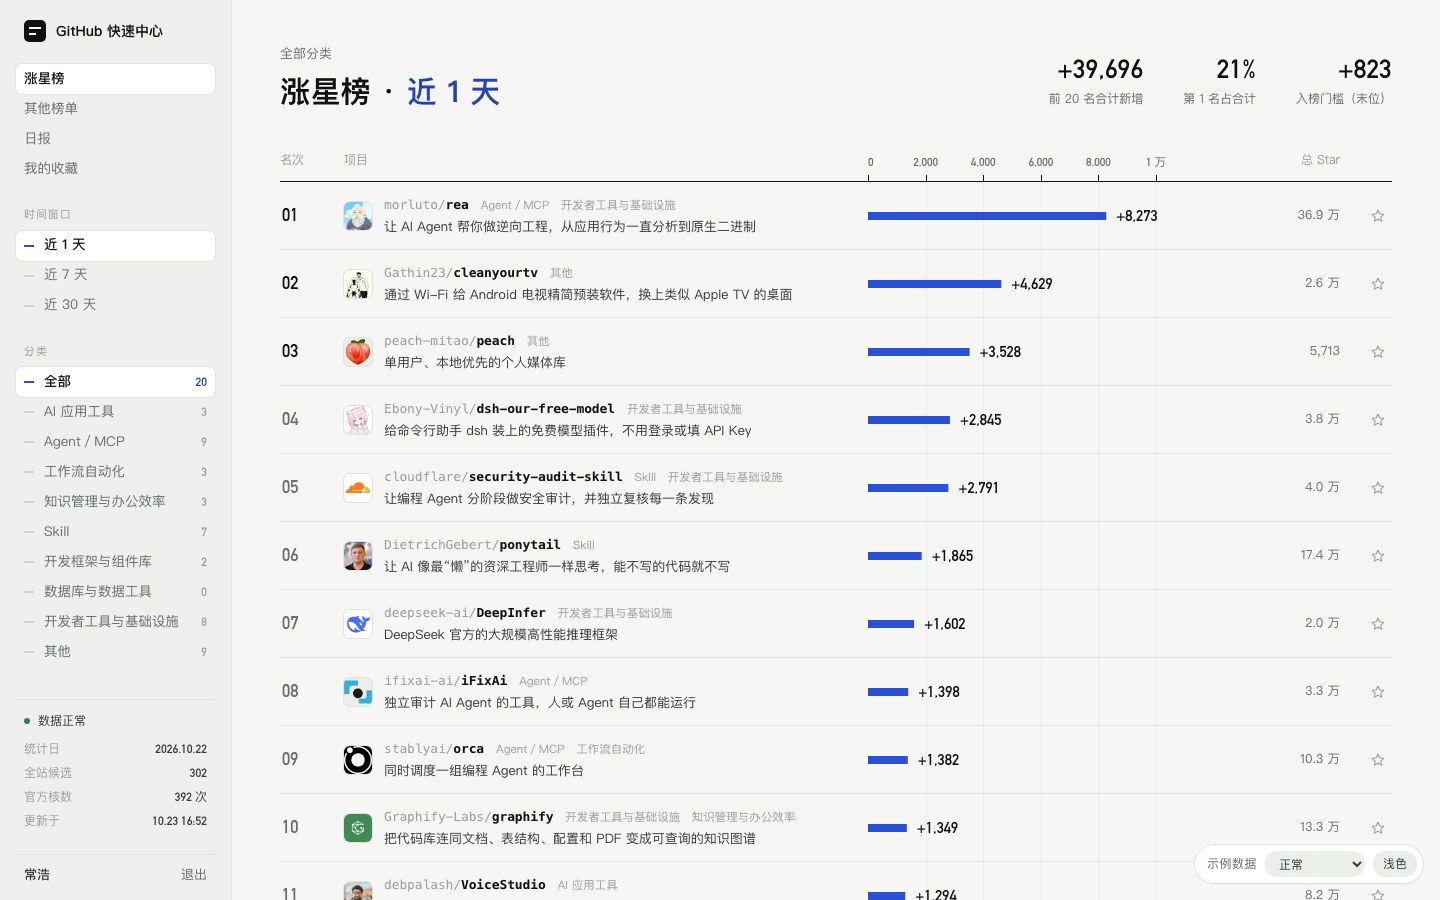 GitHub 快速中心
涨星榜
其他榜单
日报
我的收藏
时间窗口
近 1 天
近 7 天
近 30 天
分类
全部 20
AI 应用工具 3
Agent / MCP 9
工作流自动化 3
知识管理与办公效率 3
Skill 7
开发框架与组件库 2
数据库与数据工具 0
开发者工具与基础设施 8
其他 9
数据正常
统计日 2026.10.22
全站候选 302
官方核数 392 次
更新于 10.23 16:52
常浩 退出
全部分类
涨星榜 · 近 1 天
+39,696
前 20 名合计新增
21%
第 1 名占合计
+823
入榜门槛（末位）
名次 项目 0 2,000 4,000 6,000 8,000 1 万 总 Star
01 morluto/rea Agent / MCP 开发者工具与基础设施
让 AI Agent 帮你做逆向工程，从应用行为一直分析到原生二进制
+8,273 36.9 万
02 Gathin23/cleanyourtv 其他
通过 Wi-Fi 给 Android 电视精简预装软件，换上类似 Apple TV 的桌面
+4,629 2.6 万
03 peach-mitao/peach 其他
单用户、本地优先的个人媒体库
+3,528 5,713
04 Ebony-Vinyl/dsh-our-free-model 开发者工具与基础设施
给命令行助手 dsh 装上的免费模型插件，不用登录或填 API Key
+2,845 3.8 万
05 cloudflare/security-audit-skill Skill 开发者工具与基础设施
让编程 Agent 分阶段做安全审计，并独立复核每一条发现
+2,791 4.0 万
06 DietrichGebert/ponytail Skill
让 AI 像最“懒”的资深工程师一样思考，能不写的代码就不写
+1,865 17.4 万
07 deepseek-ai/DeepInfer 开发者工具与基础设施
DeepSeek 官方的大规模高性能推理框架
+1,602 2.0 万
08 ifixai-ai/iFixAi Agent / MCP
独立审计 AI Agent 的工具，人或 Agent 自己都能运行
+1,398 3.3 万
09 stablyai/orca Agent / MCP 工作流自动化
同时调度一组编程 Agent 的工作台
+1,382 10.3 万
10 Graphify-Labs/graphify 开发者工具与基础设施 知识管理与办公效率
把代码库连同文档、表结构、配置和 PDF 变成可查询的知识图谱
+1,349 13.3 万
11 debpalash/VoiceStudio AI 应用工具
+1,294 8.2 万
示例数据 正常 浅色